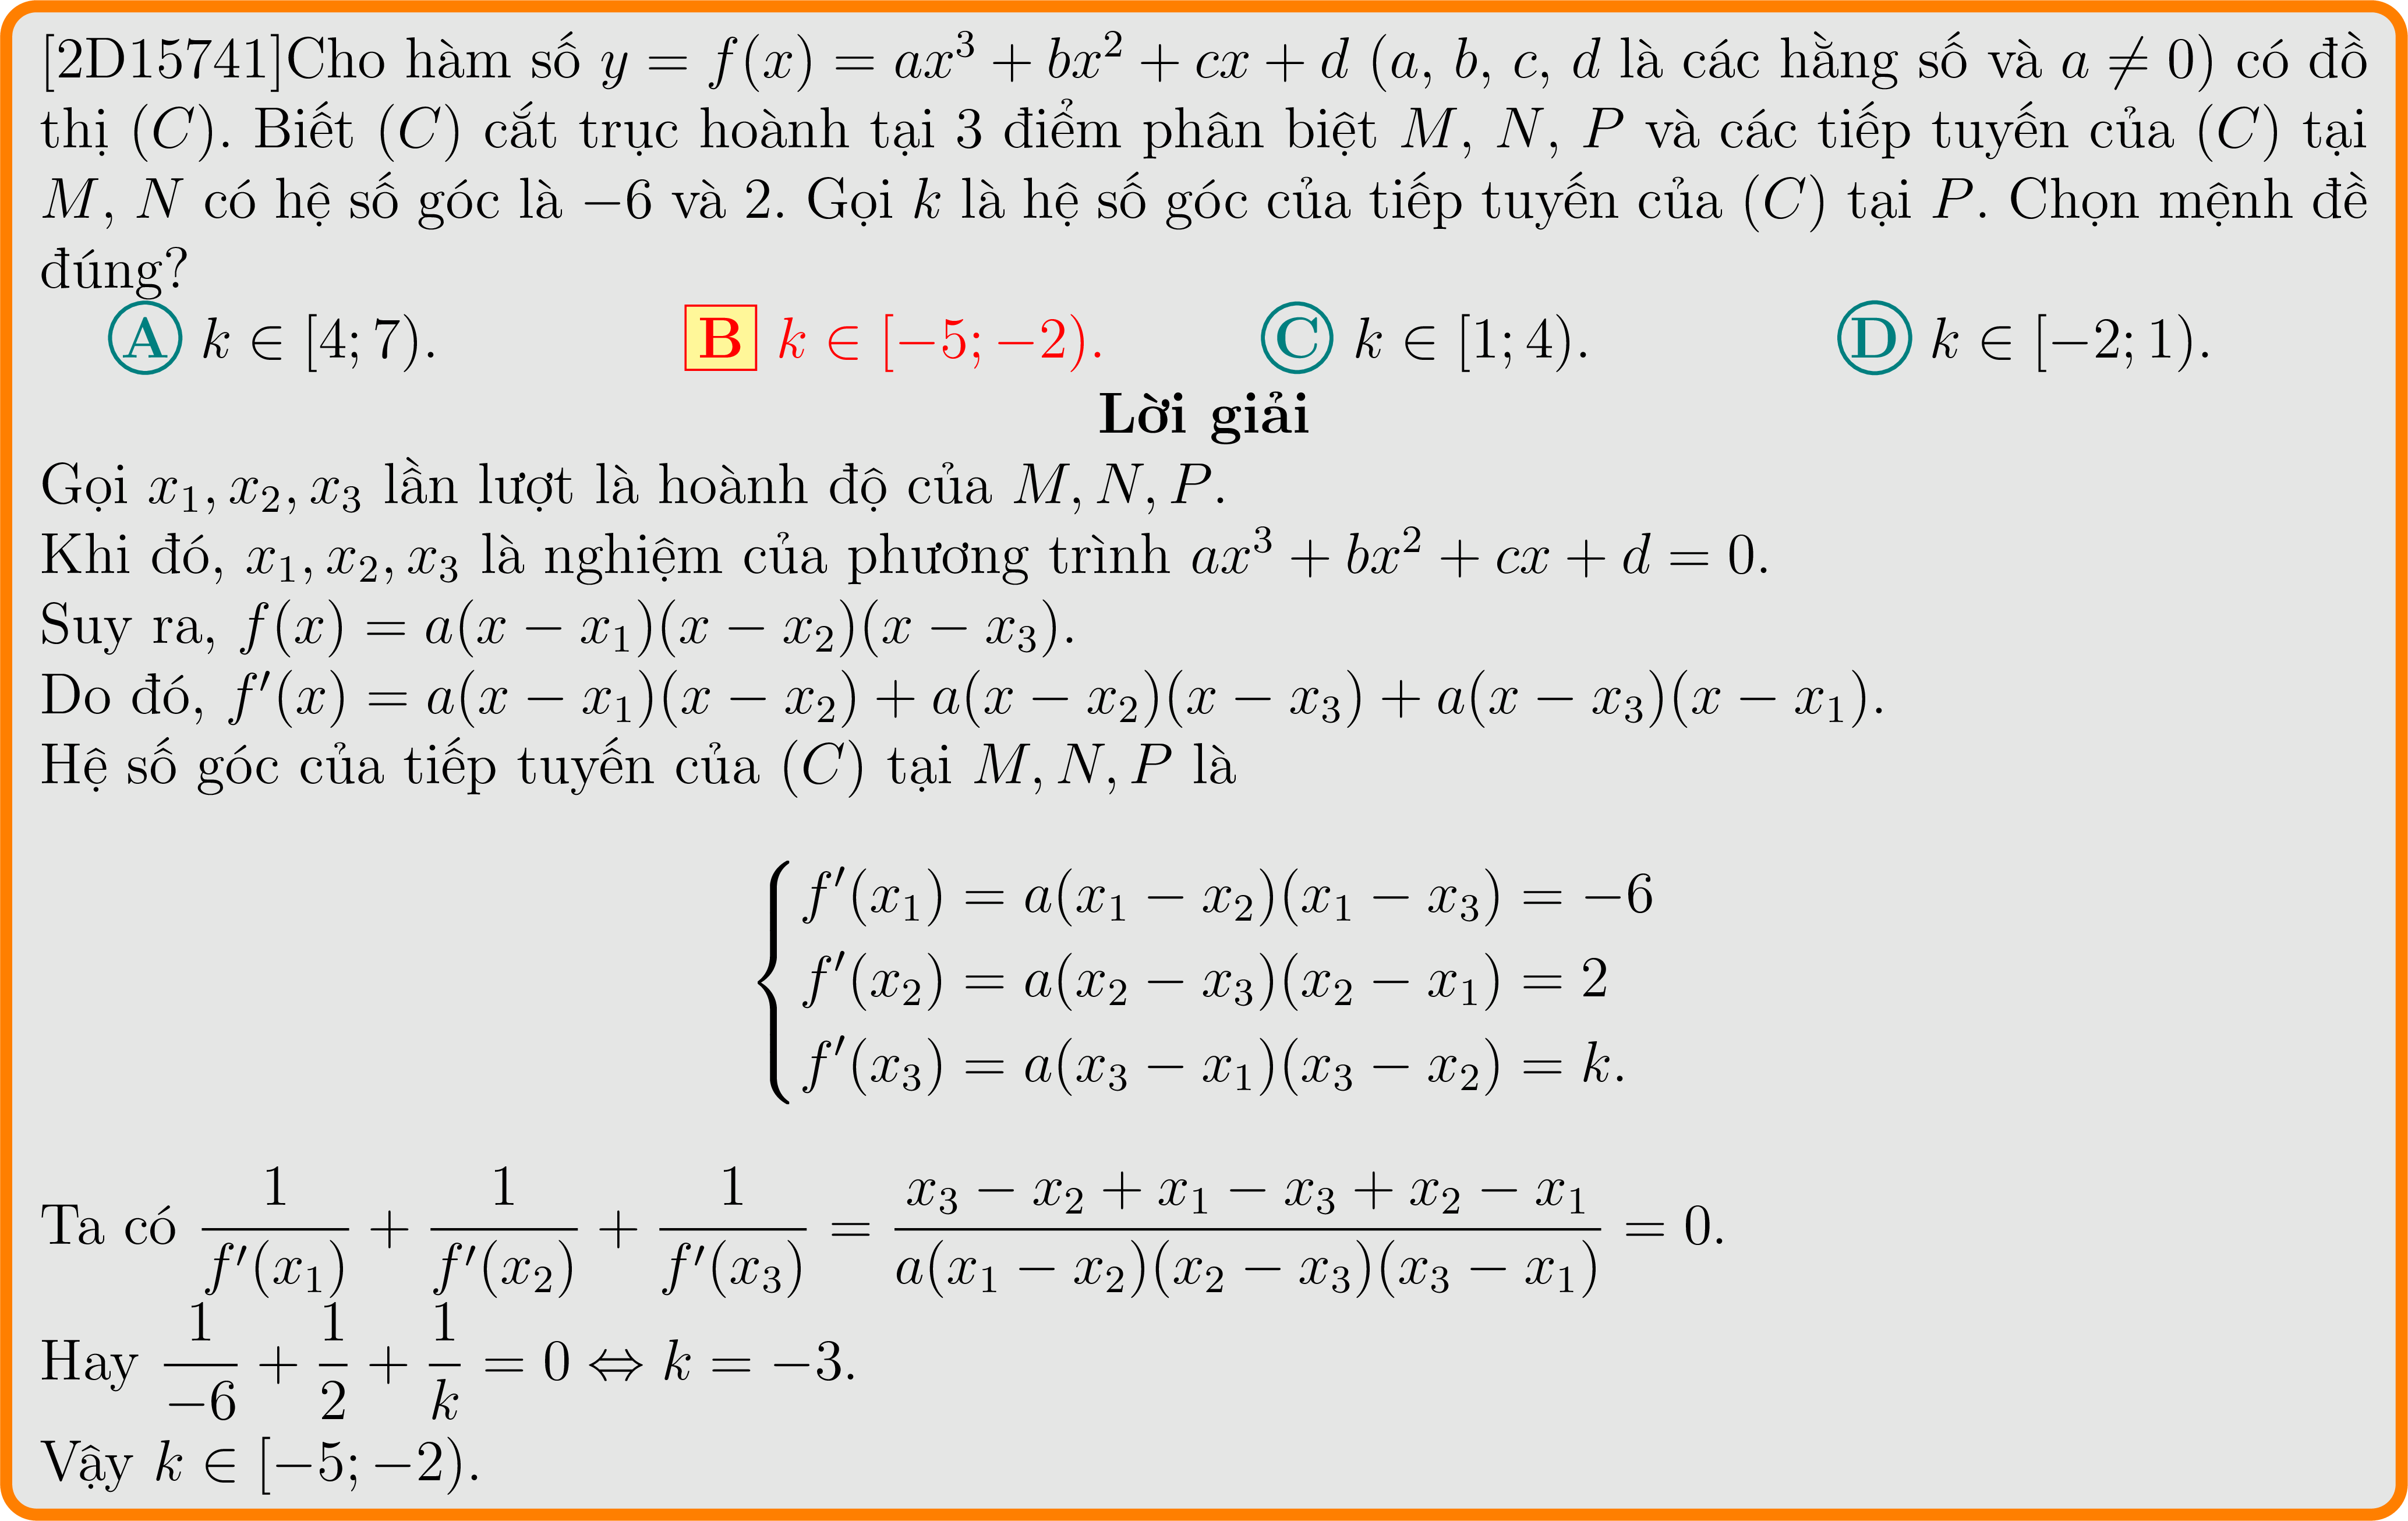 [2D15741]Cho hàm số $y = f(x) = ax^3 + bx^2 + cx + d$ ($a$, $b$, $c$, $d$ là các hằng số và $a \neq 0$) có đồ
thị $(C)$. Biết $(C)$ cắt trục hoành tại 3 điểm phân biệt $M$, $N$, $P$ và các tiếp tuyến của $(C)$ tại
$M$, $N$ có hệ số góc là $-6$ và 2. Gọi $k$ là hệ số góc của tiếp tuyến của $(C)$ tại $P$. Chọn mệnh đề
đúng?
A $k \in [4; 7)$. B $k \in [-5; -2)$. C $k \in [1; 4)$. D $k \in [-2; 1)$.
Lời giải
Gọi $x_1, x_2, x_3$ lần lượt là hoành độ của $M, N, P$.
Khi đó, $x_1, x_2, x_3$ là nghiệm của phương trình $ax^3 + bx^2 + cx + d = 0$.
Suy ra, $f(x) = a(x - x_1)(x - x_2)(x - x_3)$.
Do đó, $f'(x) = a(x - x_1)(x - x_2) + a(x - x_2)(x - x_3) + a(x - x_3)(x - x_1)$.
Hệ số góc của tiếp tuyến của $(C)$ tại $M, N, P$ là
$f'(x_1) = a(x_1 - x_2)(x_1 - x_3) = -6$
$f'(x_2) = a(x_2 - x_3)(x_2 - x_1) = 2$
$f'(x_3) = a(x_3 - x_1)(x_3 - x_2) = k.$
Ta có $\frac{1}{f'(x_1)} + \frac{1}{f'(x_2)} + \frac{1}{f'(x_3)} = \frac{x_3 - x_2 + x_1 - x_3 + x_2 - x_1}{a(x_1 - x_2)(x_2 - x_3)(x_3 - x_1)} = 0$.
Hay $\frac{1}{-6} + \frac{1}{2} + \frac{1}{k} = 0 \Leftrightarrow k = -3$.
Vậy $k \in [-5; -2)$.